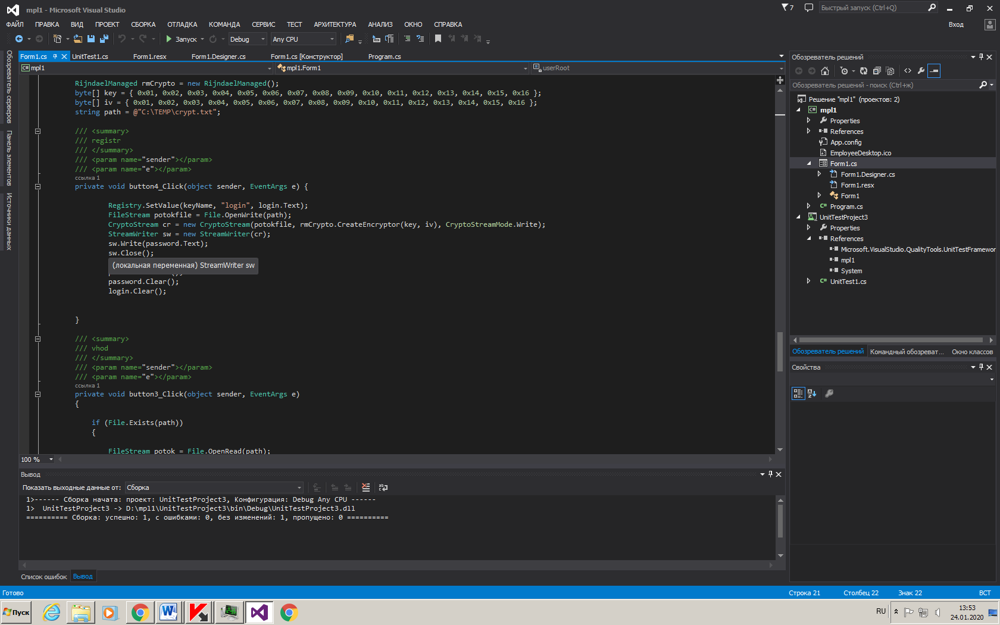 mpl1 - Microsoft Visual Studio
7
Быстрый запуск (Ctrl+Q)
ФАЙЛ ПРАВКА ВИД ПРОЕКТ СБОРКА ОТЛАДКА КОМАНДА СЕРВИС ТЕСТ АРХИТЕКТУРА АНАЛИЗ ОКНО СПРАВКА
Вход
Запуск Debug Any CPU
Обозреватель серверов
Панель элементов
Источники данных
Form1.cs UnitTest1.cs Form1.resx Form1.Designer.cs Form1.cs [Конструктор] Program.cs
mpl1 mpl1.Form1 userRoot
RijndaelManaged rmCrypto = new RijndaelManaged();
byte[] key = { 0x01, 0x02, 0x03, 0x04, 0x05, 0x06, 0x07, 0x08, 0x09, 0x10, 0x11, 0x12, 0x13, 0x14, 0x15, 0x16 };
byte[] iv = { 0x01, 0x02, 0x03, 0x04, 0x05, 0x06, 0x07, 0x08, 0x09, 0x10, 0x11, 0x12, 0x13, 0x14, 0x15, 0x16 };
string path = @"C:\TEMP\crypt.txt";
/// <summary>
/// registr
/// </summary>
/// <param name="sender"></param>
/// <param name="e"></param>
ссылка 1
private void button4_Click(object sender, EventArgs e) {
Registry.SetValue(keyName, "login", login.Text);
FileStream potokfile = File.OpenWrite(path);
CryptoStream cr = new CryptoStream(potokfile, rmCrypto.CreateEncryptor(key, iv), CryptoStreamMode.Write);
StreamWriter sw = new StreamWriter(cr);
sw.Write(password.Text);
sw.Close();
(локальная переменная) StreamWriter sw
password.Clear();
login.Clear();
}
/// <summary>
/// vhod
/// </summary>
/// <param name="sender"></param>
/// <param name="e"></param>
ссылка 1
private void button3_Click(object sender, EventArgs e)
{
if (File.Exists(path))
{
FileStream potok = File.OpenRead(path);
100 %
Вывод
Показать выходные данные от: Сборка
1>------ Сборка начата: проект: UnitTestProject3, Конфигурация: Debug Any CPU ------
1> UnitTestProject3 -> D:\mpl1\UnitTestProject3\bin\Debug\UnitTestProject3.dll
========== Сборка: успешно: 1, с ошибками: 0, без изменений: 1, пропущено: 0 ==========
Список ошибок Вывод
Обозреватель решений
Обозреватель решений - поиск (Ctrl+ж)
Решение "mpl1" (проектов: 2)
mpl1
Properties
References
App.config
EmployeeDesktop.ico
Form1.cs
Form1.Designer.cs
Form1.resx
Form1
Program.cs
UnitTestProject3
Properties
References
Microsoft.VisualStudio.QualityTools.UnitTestFramewor
mpl1
System
UnitTest1.cs
Обозреватель решений Командный обозреват... Окно классов
Свойства
Готово Строка 21 Столбец 22 Знак 22 ВСТ
Пуск
RU
13:53
24.01.2020